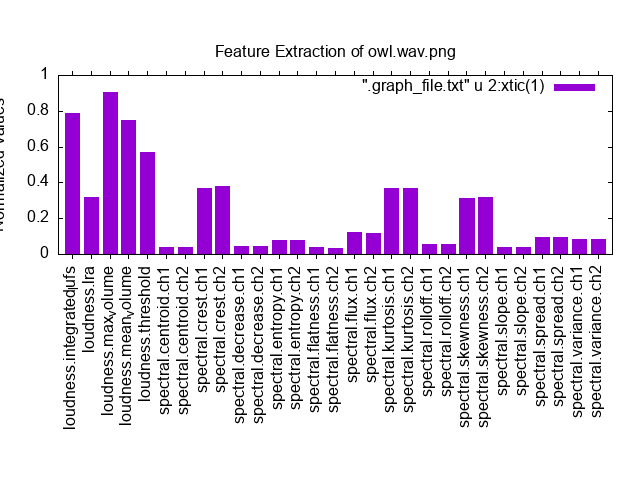 Feature Extraction of owl.wav.png
".graph_file.txt" u 2:xtic(1)
Normalized Values
1
0.8
0.6
0.4
0.2
0
loudness.integratedlufs
loudness.lra
loudness.maxvolume
loudness.meanvolume
loudness.threshold
spectral.centroid.ch1
spectral.centroid.ch2
spectral.crest.ch1
spectral.crest.ch2
spectral.decrease.ch1
spectral.decrease.ch2
spectral.entropy.ch1
spectral.entropy.ch2
spectral.flatness.ch1
spectral.flatness.ch2
spectral.flux.ch1
spectral.flux.ch2
spectral.kurtosis.ch1
spectral.kurtosis.ch2
spectral.rolloff.ch1
spectral.rolloff.ch2
spectral.skewness.ch1
spectral.skewness.ch2
spectral.slope.ch1
spectral.slope.ch2
spectral.spread.ch1
spectral.spread.ch2
spectral.variance.ch1
spectral.variance.ch2